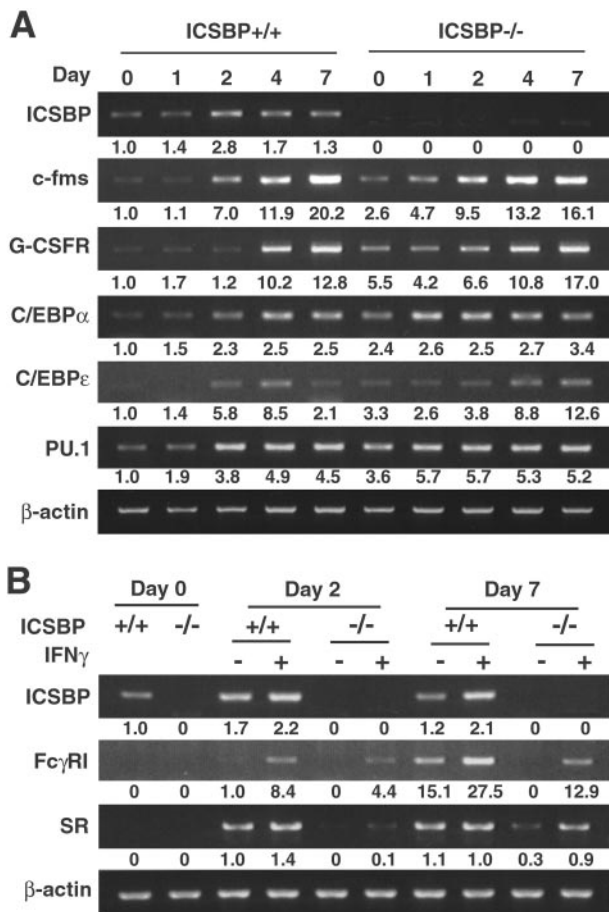 A
ICSBP+/+ ICSBP-/-
Day 0 1 2 4 7 0 1 2 4 7
ICSBP
1.0 1.4 2.8 1.7 1.3 0 0 0 0 0
c-fms
1.0 1.1 7.0 11.9 20.2 2.6 4.7 9.5 13.2 16.1
G-CSFR
1.0 1.7 1.2 10.2 12.8 5.5 4.2 6.6 10.8 17.0
C/EBPα
1.0 1.5 2.3 2.5 2.5 2.4 2.6 2.5 2.7 3.4
C/EBPε
1.0 1.4 5.8 8.5 2.1 3.3 2.6 3.8 8.8 12.6
PU.1
1.0 1.9 3.8 4.9 4.5 3.6 5.7 5.7 5.3 5.2
β-actin
B
Day 0 Day 2 Day 7
ICSBP +/+ -/- +/+ -/- +/+ -/-
IFNγ - + - + - + - +
ICSBP
1.0 0 1.7 2.2 0 0 1.2 2.1 0 0
FcγRI
0 0 1.0 8.4 0 4.4 15.1 27.5 0 12.9
SR
0 0 1.0 1.4 0 0.1 1.1 1.0 0.3 0.9
β-actin